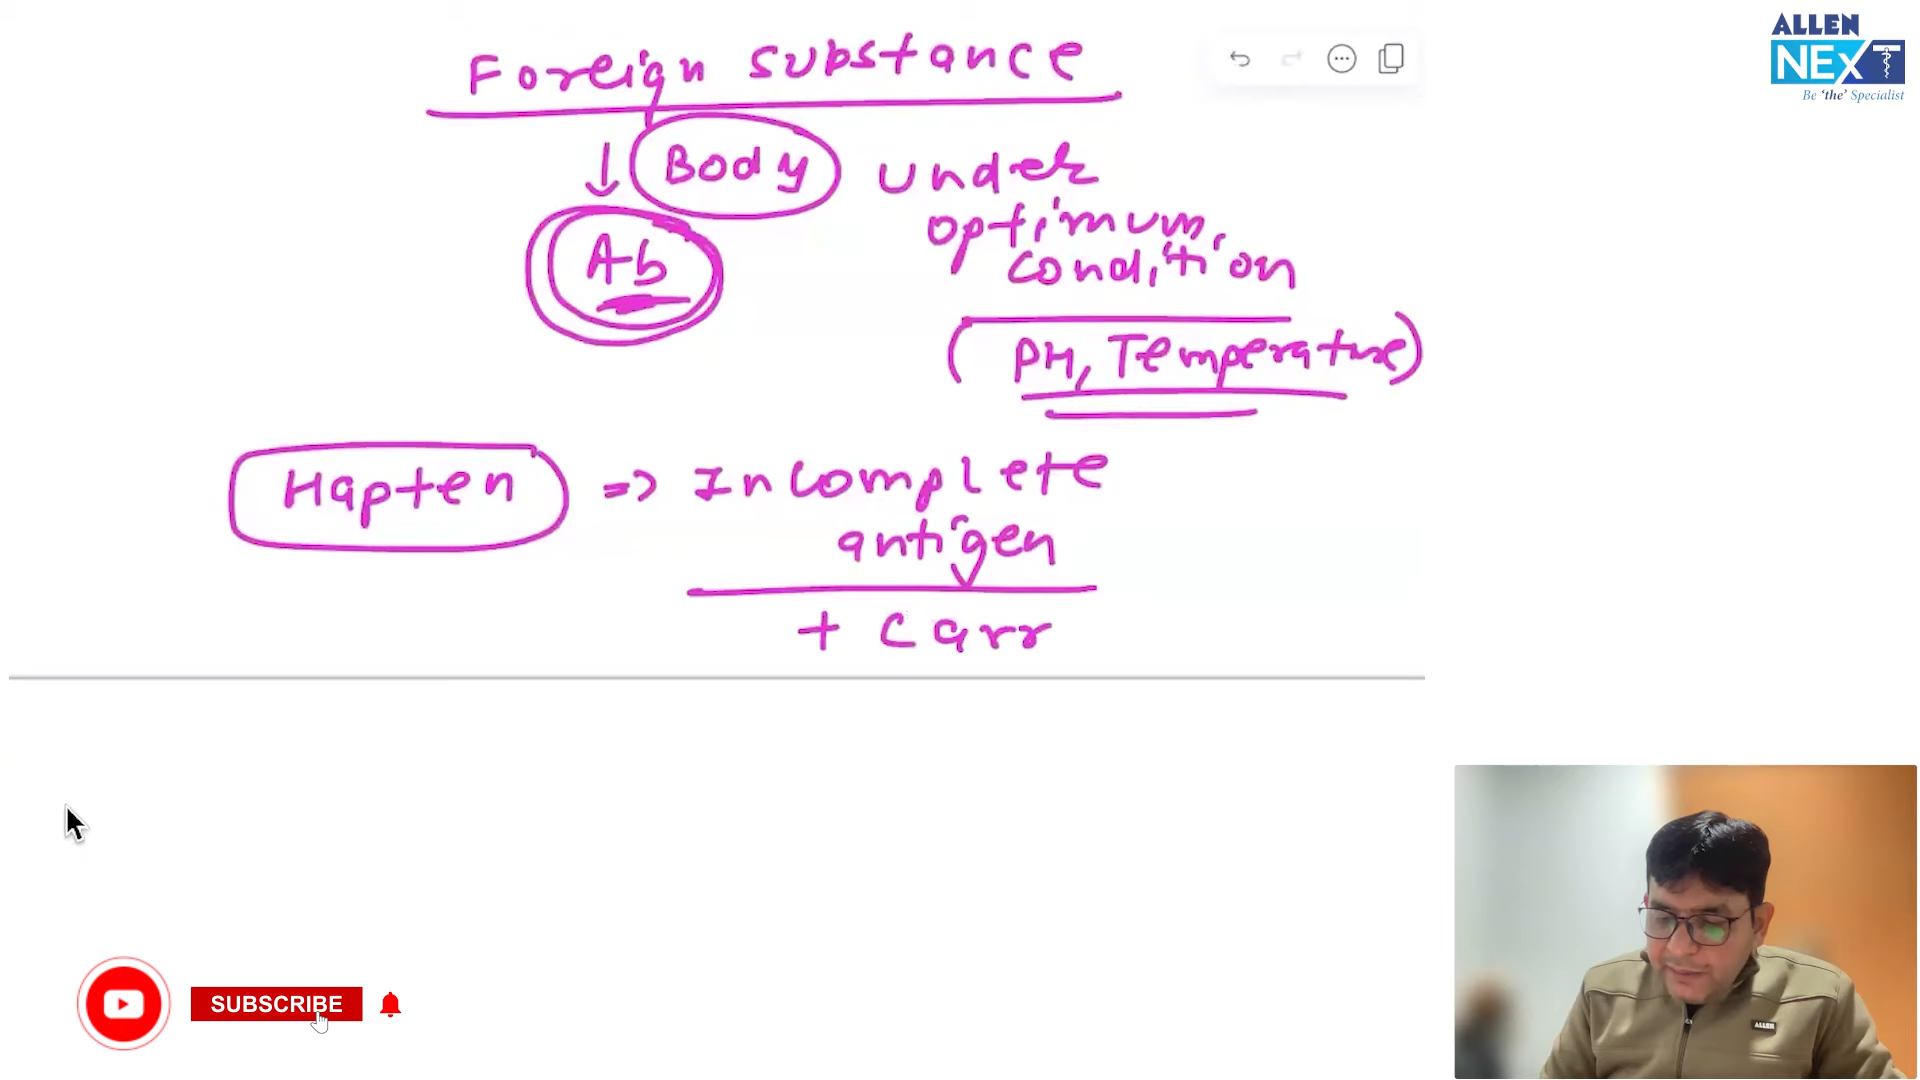 Foreign substance
Body under
Ab
optimum
condition
(PH, Temperature)
Hapten => Incomplete
antigen
+ Carr
ALLEN
NEXT
Be 'the' Specialist
SUBSCRIBE
ALLEN